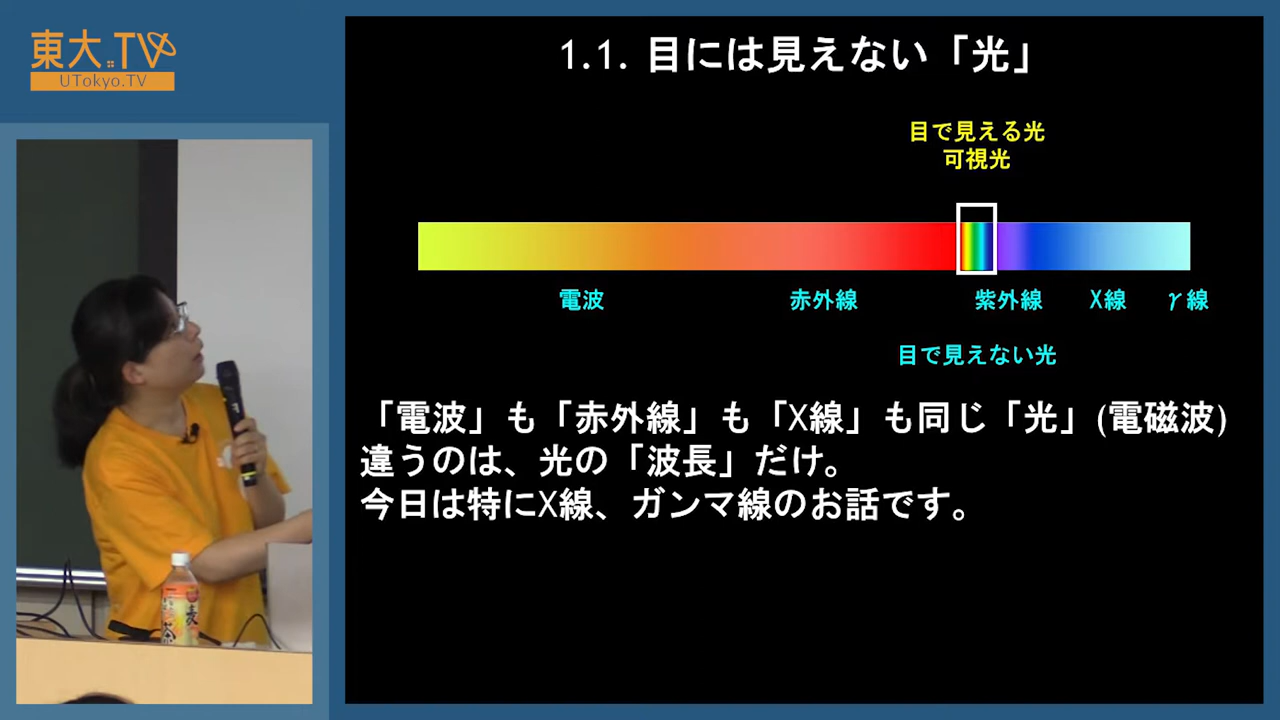 東大.TV
UTokyo.TV
1.1. 目には見えない「光」
目で見える光
可視光
電波 赤外線 紫外線 X線 γ線
目で見えない光
「電波」も「赤外線」も「X線」も同じ「光」(電磁波)
違うのは、光の「波長」だけ。
今日は特にX線、ガンマ線のお話です。